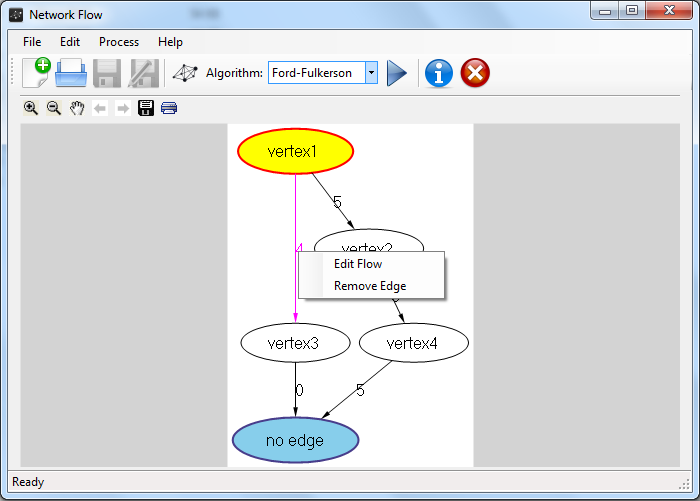 Network Flow
File Edit Process Help
Algorithm: Ford-Fulkerson
vertex1
5
4
vertex2
Edit Flow
Remove Edge
vertex3
vertex4
0
5
no edge
Ready